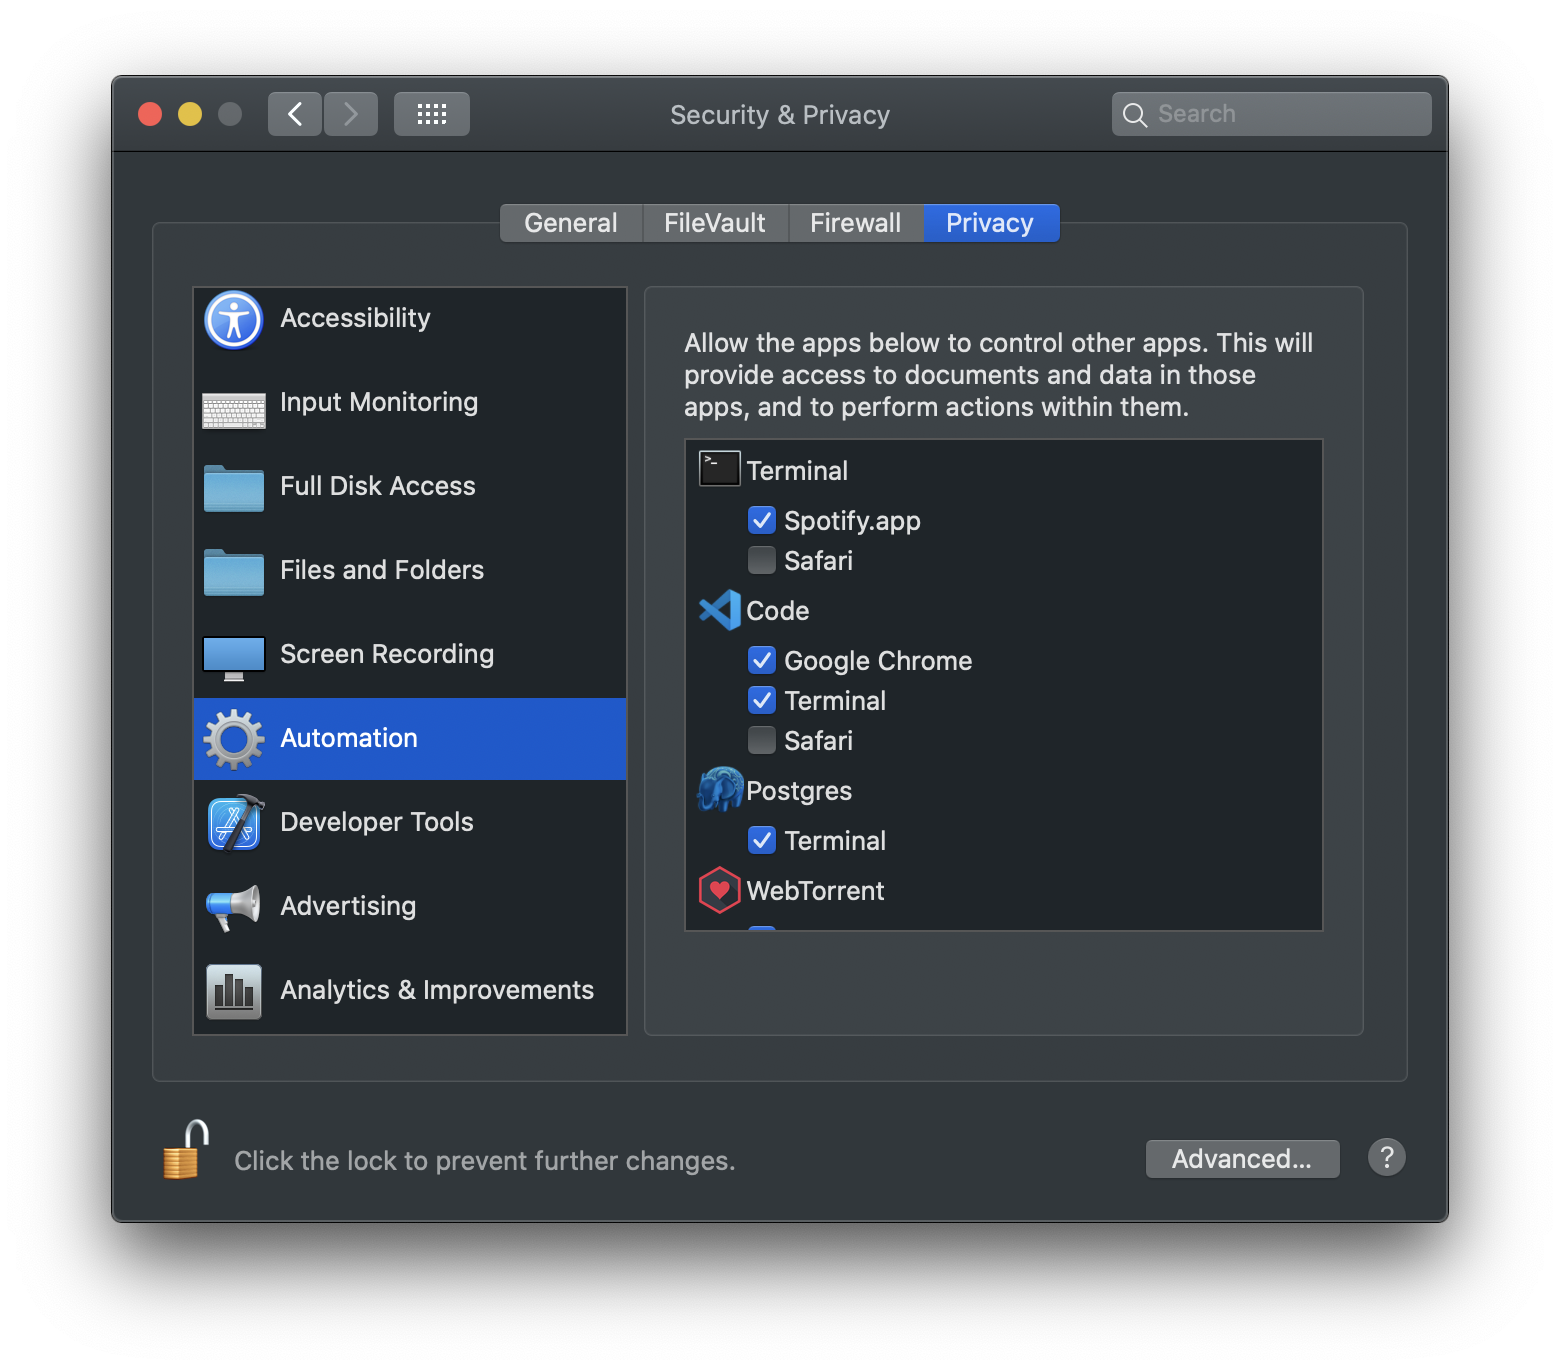 Security & Privacy
Search
General
FileVault
Firewall
Privacy
Accessibility
Input Monitoring
Full Disk Access
Files and Folders
Screen Recording
Automation
Developer Tools
Advertising
Analytics & Improvements
Allow the apps below to control other apps. This will
provide access to documents and data in those
apps, and to perform actions within them.
>_
Terminal
Spotify.app
Safari
Code
Google Chrome
Terminal
Safari
Postgres
Terminal
WebTorrent
Click the lock to prevent further changes.
Advanced...
?